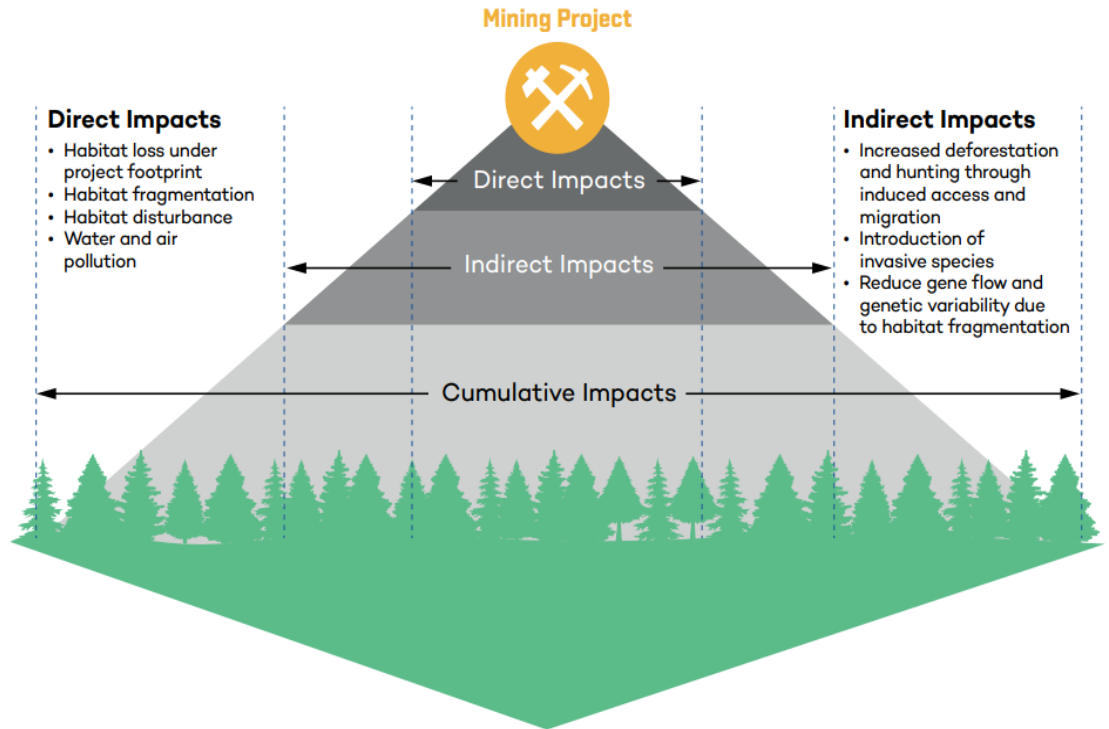 Mining Project
Direct Impacts
• Habitat loss under
project footprint
• Habitat fragmentation
• Habitat disturbance
• Water and air
pollution
Indirect Impacts
• Increased deforestation
and hunting through
induced access and
migration
• Introduction of
invasive species
• Reduce gene flow and
genetic variability due
to habitat fragmentation
Direct Impacts
Indirect Impacts
Cumulative Impacts